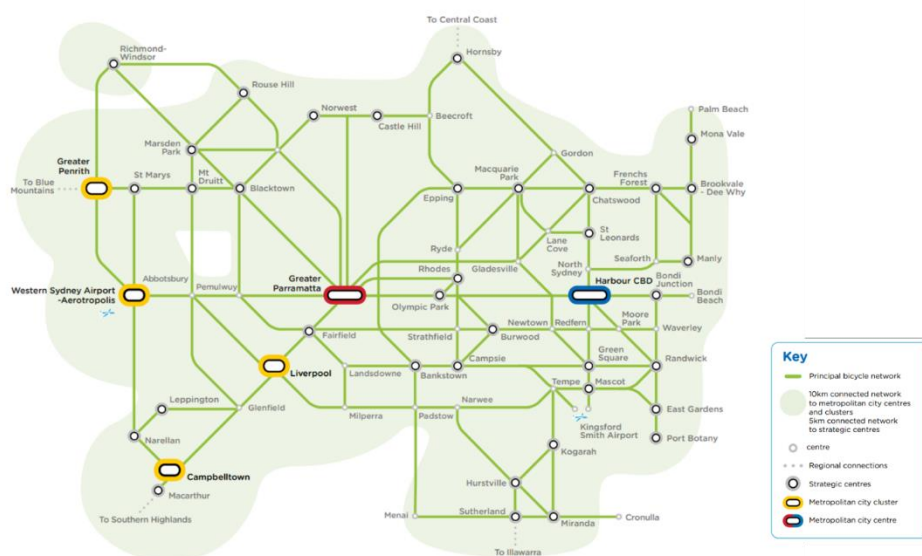 To Central Coast
Richmond-
Windsor
Hornsby
Rouse Hill
Norwest
Castle Hill
Beecroft
Palm Beach
Mona Vale
Marsden
Park
Gordon
Greater
Penrith
To Blue
Mountains
St Marys
Mt
Druitt
Blacktown
Macquarie
Park
Epping
Chatswood
Frenchs
Forest
Brookvale
- Dee Why
Lane
Cove
St
Leonards
Ryde
Rhodes
Gladesville
North
Sydney
Seaforth
Manly
Abbotsbury
Pemulwuy
Greater
Parramatta
Harbour CBD
Bondi
Junction
Bondi
Beach
Western Sydney Airport
-Aerotropolis
Olympic Park
Newtown
Redfern
Moore
Park
Fairfield
Strathfield
Burwood
Waverley
Liverpool
Landsdowne
Bankstown
Campsie
Green
Square
Randwick
Tempe
Mascot
Leppington
Glenfield
Milperra
Padstow
Narwee
East Gardens
Kingsford
Smith Airport
Port Botany
Narellan
Kogarah
Campbelltown
Macarthur
Hurstville
To Southern Highlands
Menai
Sutherland
Miranda
Cronulla
To Illawarra
Key
Principal bicycle network
10km connected network
to metropolitan city centres
and clusters
5km connected network
to strategic centres
centre
Regional connections
Strategic centres
Metropolitan city cluster
Metropolitan city centre